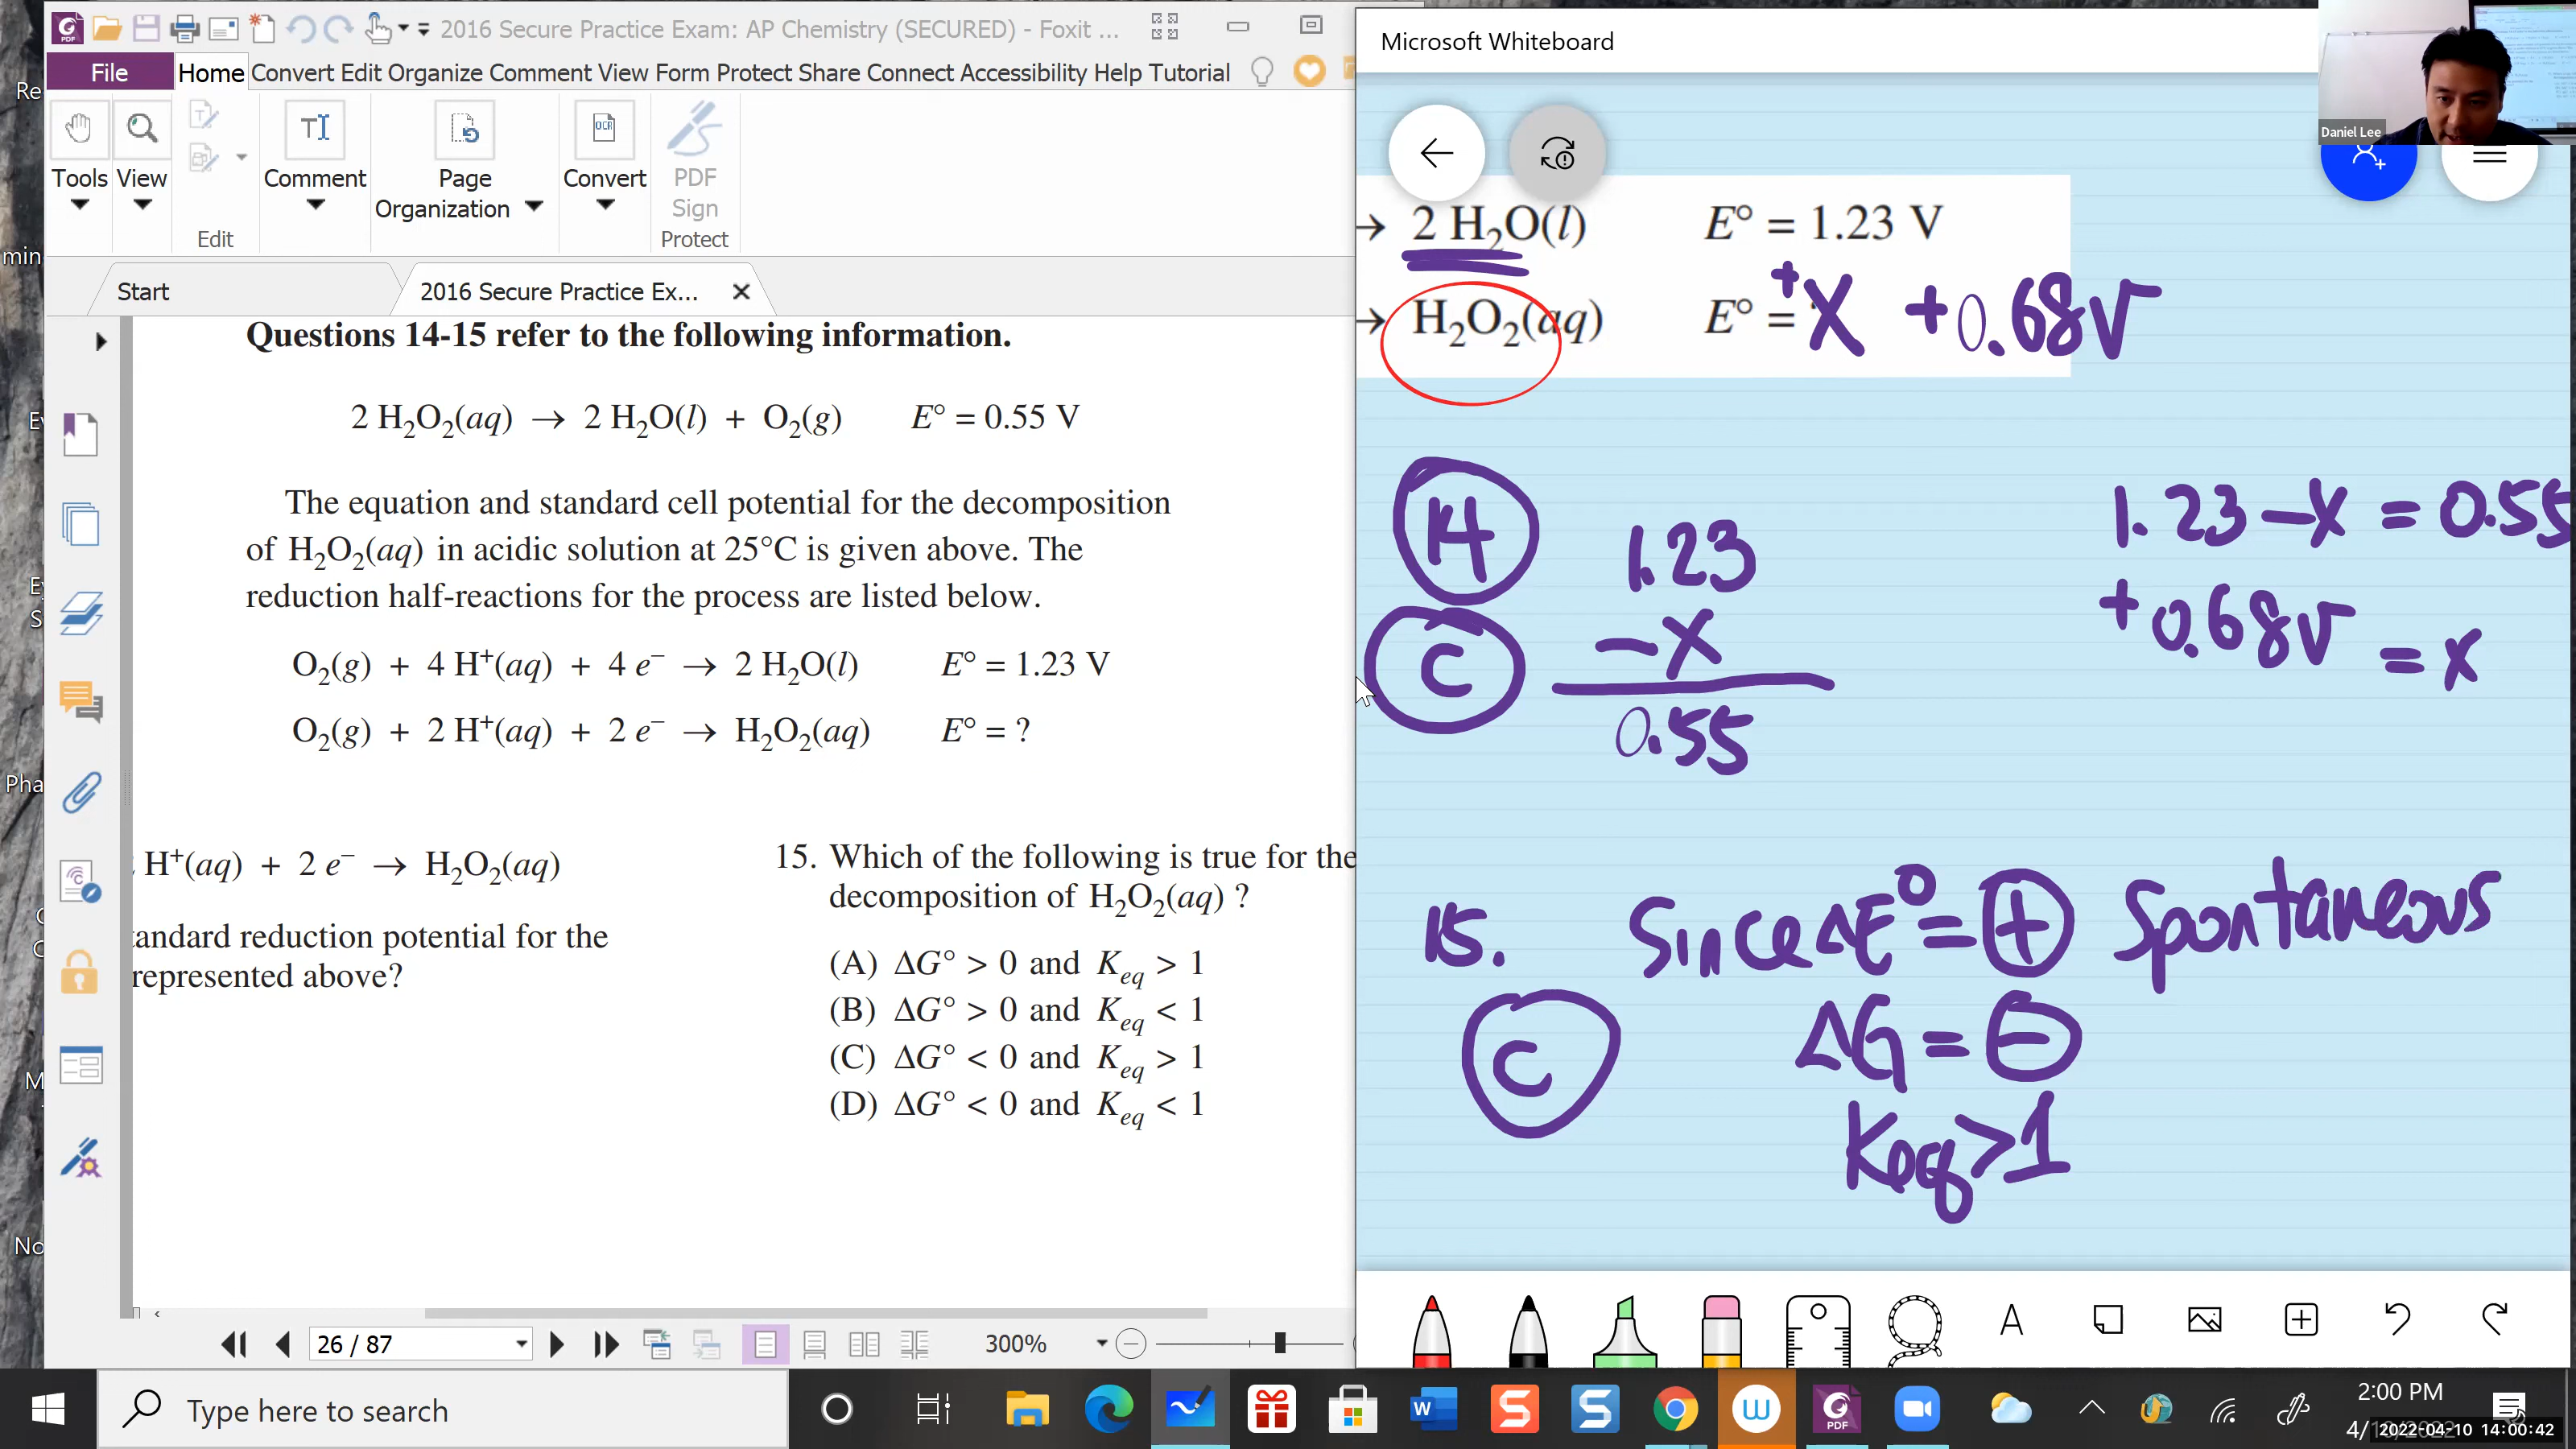 2016 Secure Practice Exam: AP Chemistry (SECURED) - Foxit ...
File Home Convert Edit Organize Comment View Form Protect Share Connect Accessibility Help Tutorial
Tools View Edit Comment Page Organization Convert PDF Sign Protect
Start
2016 Secure Practice Ex...
Questions 14-15 refer to the following information.
2 H₂O₂(aq) → 2 H₂O(l) + O₂(g) E° = 0.55 V
The equation and standard cell potential for the decomposition
of H₂O₂(aq) in acidic solution at 25°C is given above. The
reduction half-reactions for the process are listed below.
O₂(g) + 4 H⁺(aq) + 4 e⁻ → 2 H₂O(l) E° = 1.23 V
O₂(g) + 2 H⁺(aq) + 2 e⁻ → H₂O₂(aq) E° = ?
H⁺(aq) + 2 e⁻ → H₂O₂(aq)
tandard reduction potential for the
represented above?
15. Which of the following is true for the
decomposition of H₂O₂(aq) ?
(A) ΔG° > 0 and Keq > 1
(B) ΔG° > 0 and Keq < 1
(C) ΔG° < 0 and Keq > 1
(D) ΔG° < 0 and Keq < 1
26 / 87
300%
Microsoft Whiteboard
Daniel Lee
→ 2 H₂O(l) E° = 1.23 V
→ H₂O₂(aq) E° = +X +0.68V
14
C
1.23
-X
0.55
1.23-X = 0.55
+0.68V = X
15. Since ΔE° = + Spontaneous
C
ΔG = -
Keq>1
Type here to search
2:00 PM
2022-04-10 14:00:42